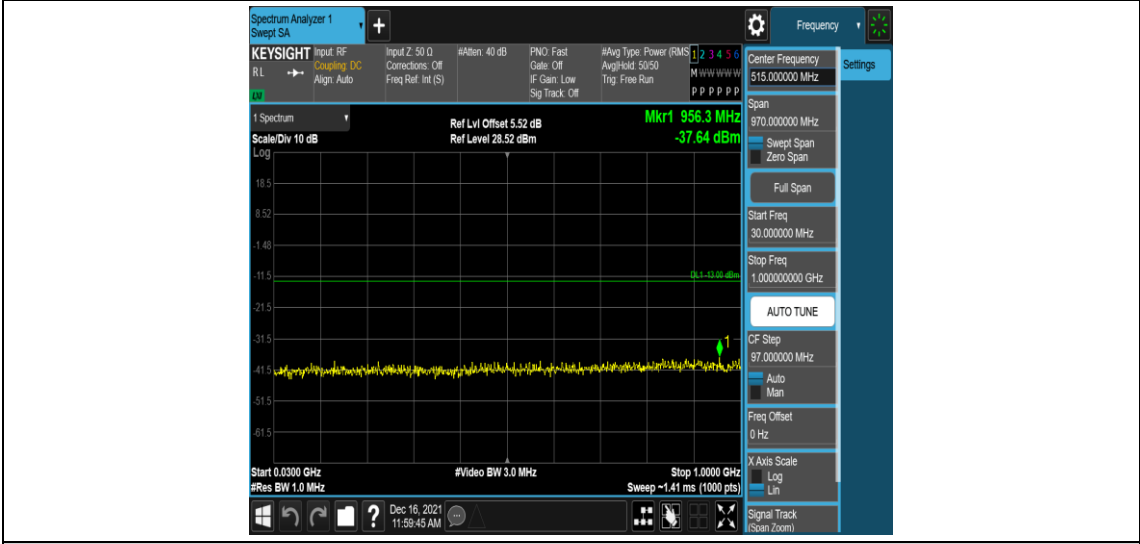 Spectrum Analyzer 1
Swept SA
+
Frequency
KEYSIGHT
RL
LXI
Input: RF
Coupling: DC
Align: Auto
Input Z: 50 Ω
Corrections: Off
Freq Ref: Int (S)
#Atten: 40 dB
PNO: Fast
Gate: Off
IF Gain: Low
Sig Track: Off
#Avg Type: Power (RMS
Avg|Hold: 50/50
Trig: Free Run
1 2 3 4 5 6
M W W W W W
P P P P P P
1 Spectrum
Scale/Div 10 dB
Log
Ref Lvl Offset 5.52 dB
Ref Level 28.52 dBm
Mkr1 956.3 MHz
-37.64 dBm
18.5
8.52
-1.48
-11.5
DL1 -13.00 dBm
-21.5
-31.5
1
-41.5
-51.5
-61.5
Start 0.0300 GHz
#Video BW 3.0 MHz
Stop 1.0000 GHz
#Res BW 1.0 MHz
Sweep ~1.41 ms (1000 pts)
Center Frequency
515.000000 MHz
Settings
Span
970.000000 MHz
Swept Span
Zero Span
Full Span
Start Freq
30.000000 MHz
Stop Freq
1.000000000 GHz
AUTO TUNE
CF Step
97.000000 MHz
Auto
Man
Freq Offset
0 Hz
X Axis Scale
Log
Lin
Signal Track
(Span Zoom)
?
Dec 16, 2021
11:59:45 AM